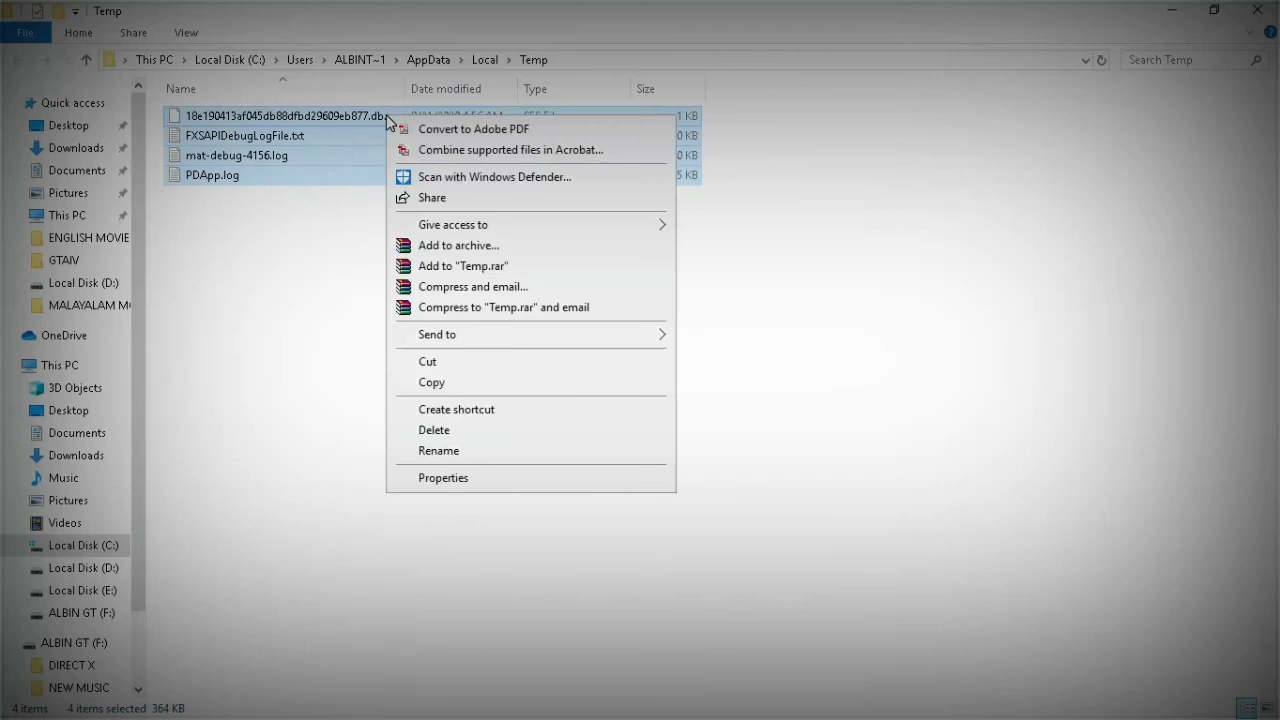 Temp
File Home Share View
This PC Local Disk (C:) Users ALBINT~1 AppData Local Temp Search Temp
Name Date modified Type Size
Quick access
Desktop
Downloads
Documents
Pictures
This PC
ENGLISH MOVIE
GTAIV
Local Disk (D:)
MALAYALAM M
OneDrive
This PC
3D Objects
Desktop
Documents
Downloads
Music
Pictures
Videos
Local Disk (C:)
Local Disk (D:)
Local Disk (E:)
ALBIN GT (F:)
ALBIN GT (F:)
DIRECT X
NEW MUSIC
18e190413af045db88dfbd29609eb877.db 1 KB
FXSAPIDebugLogFile.txt 0 KB
mat-debug-4156.log 0 KB
PDApp.log 5 KB
Convert to Adobe PDF
Combine supported files in Acrobat...
Scan with Windows Defender...
Share
Give access to
Add to archive...
Add to "Temp.rar"
Compress and email...
Compress to "Temp.rar" and email
Send to
Cut
Copy
Create shortcut
Delete
Rename
Properties
4 items 4 items selected 364 KB